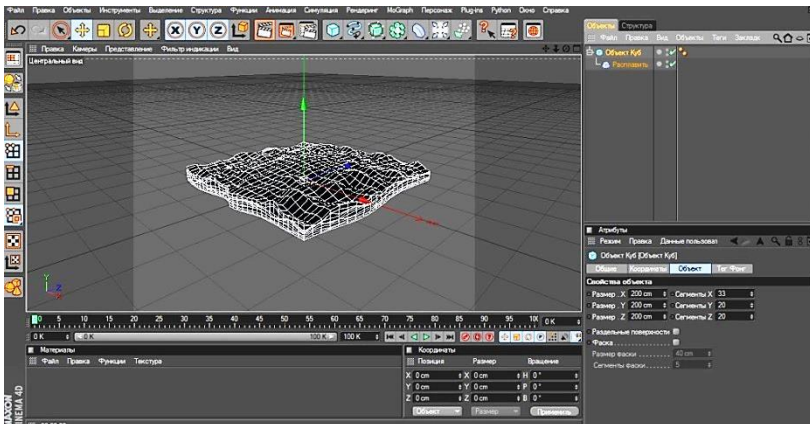 Файл Правка Объекты Инструменты Выделение Структура Функции Анимация Симуляция Рендеринг MoGraph Персонаж Plug-ins Python Окно Справка
Правка Камеры Представление Фильтр индикации Вид
Центральный вид
Объекты Структура
Файл Правка Вид Объекты Теги Закладк
Объект Куб
Расплавить
Y
Z
0 5 10 15 20 25 30 35 40 45 50 55 60 65 70 75 80 85 90 95 0 K
0 K 0 K 100 K 100 K
Материалы
Файл Правка Функции Текстура
Координаты
Позиция Размер Вращение
X 0 cm X 0 cm H 0°
Y 0 cm Y 0 cm P 0°
Z 0 cm Z 0 cm B 0°
Объект Размер Применить
Атрибуты
Режим Правка Данные пользоват
Объект Куб [Объект Куб]
Общие Координаты Объект Тег Фонг
Свойства объекта
Размер . X 200 cm Сегменты X 33
Размер . Y 200 cm Сегменты Y 20
Размер . Z 200 cm Сегменты Z 20
Раздельные поверхности
Фаска
Размер фаски 40 cm
Сегменты фаски 5
MAXON
CINEMA 4D